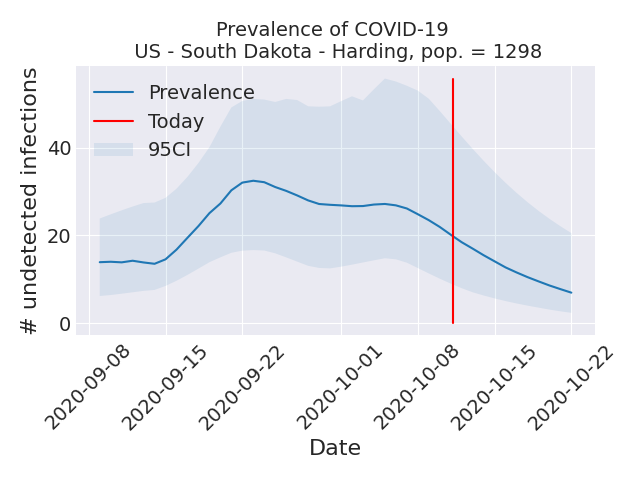 Prevalence of COVID-19
US - South Dakota - Harding, pop. = 1298
# undetected infections
Prevalence
Today
95CI
40
20
0
2020-09-08
2020-09-15
2020-09-22
2020-10-01
2020-10-08
2020-10-15
2020-10-22
Date